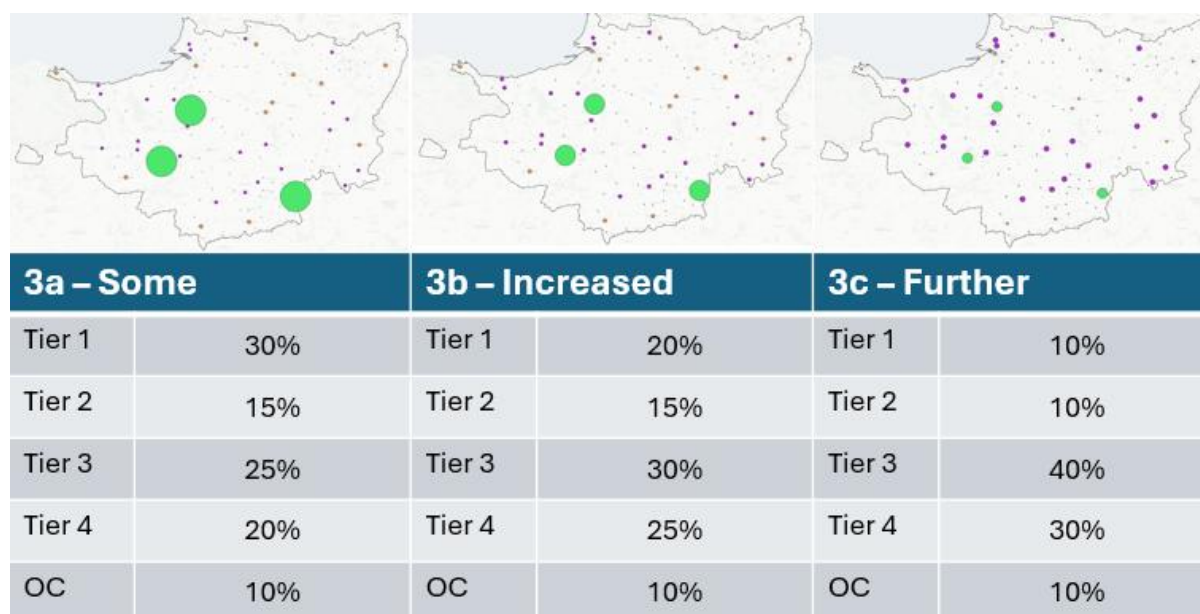 3a – Some 3b – Increased 3c – Further
Tier 1 30% Tier 1 20% Tier 1 10%
Tier 2 15% Tier 2 15% Tier 2 10%
Tier 3 25% Tier 3 30% Tier 3 40%
Tier 4 20% Tier 4 25% Tier 4 30%
OC 10% OC 10% OC 10%